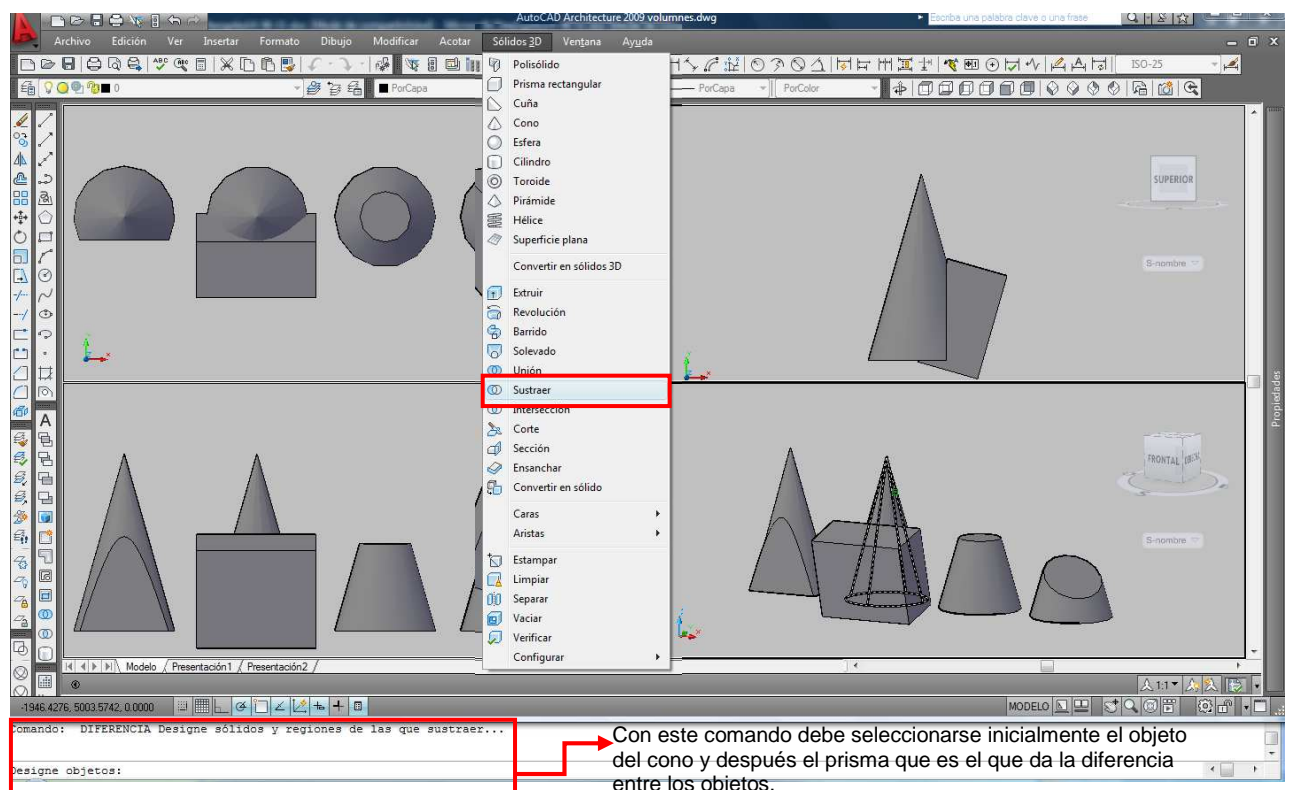 AutoCAD Architecture 2009 volumnes.dwg
Escriba una palabra clave o una frase
Archivo Edición Ver Insertar Formato Dibujo Modificar Acotar Sólidos 3D Ventana Ayuda
ISO-25
0
PorCapa
PorCapa
PorColor
Polisólido
Prisma rectangular
Cuña
Cono
Esfera
Cilindro
Toroide
Pirámide
Hélice
Superficie plana
Convertir en sólidos 3D
Extruir
Revolución
Barrido
Solevado
Unión
Sustraer
Intersección
Corte
Sección
Ensanchar
Convertir en sólido
Caras
Aristas
Estampar
Limpiar
Separar
Vaciar
Verificar
Configurar
SUPERIOR
S-nombre
FRONTAL
S-nombre
Propiedades
Modelo Presentación1 Presentación2
1:1
-1946.4276, 5003.5742, 0.0000
MODELO
Comando: DIFERENCIA Designe sólidos y regiones de las que sustraer...
Designe objetos:
Con este comando debe seleccionarse inicialmente el objeto
del cono y después el prisma que es el que da la diferencia
entre los objetos.